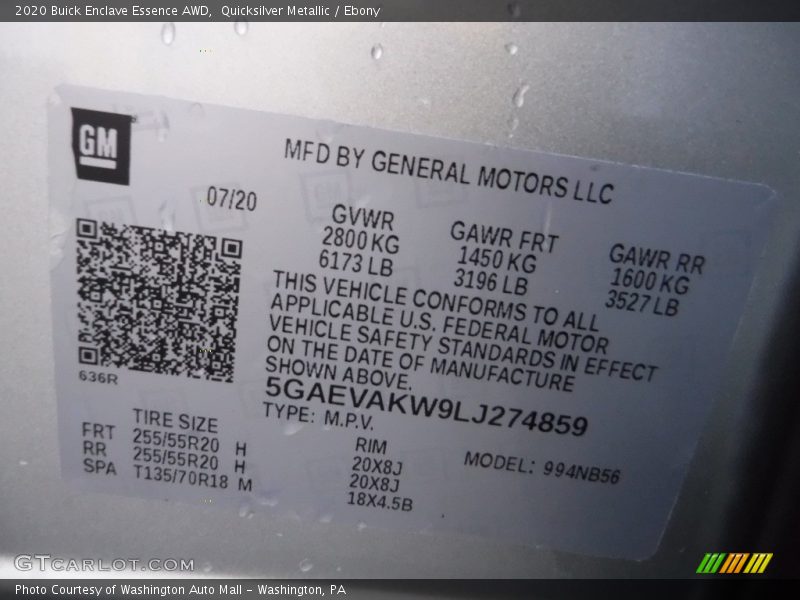 2020 Buick Enclave Essence AWD,  Quicksilver Metallic / Ebony
GM
MFD BY GENERAL MOTORS LLC
07/20
GVWR
2800 KG
6173 LB
GAWR FRT
1450 KG
3196 LB
GAWR RR
1600 KG
3527 LB
THIS VEHICLE CONFORMS TO ALL
APPLICABLE U.S. FEDERAL MOTOR
VEHICLE SAFETY STANDARDS IN EFFECT
ON THE DATE OF MANUFACTURE
SHOWN ABOVE.
636R
5GAEVAKW9LJ274859
TYPE: M.P.V.
TIRE SIZE
RIM
MODEL: 994NB56
FRT 255/55R20 H 20X8J
RR 255/55R20 H 20X8J
SPA T135/70R18 M 18X4.5B
GTCARLOT.COM
Photo Courtesy of Washington Auto Mall - Washington, PA